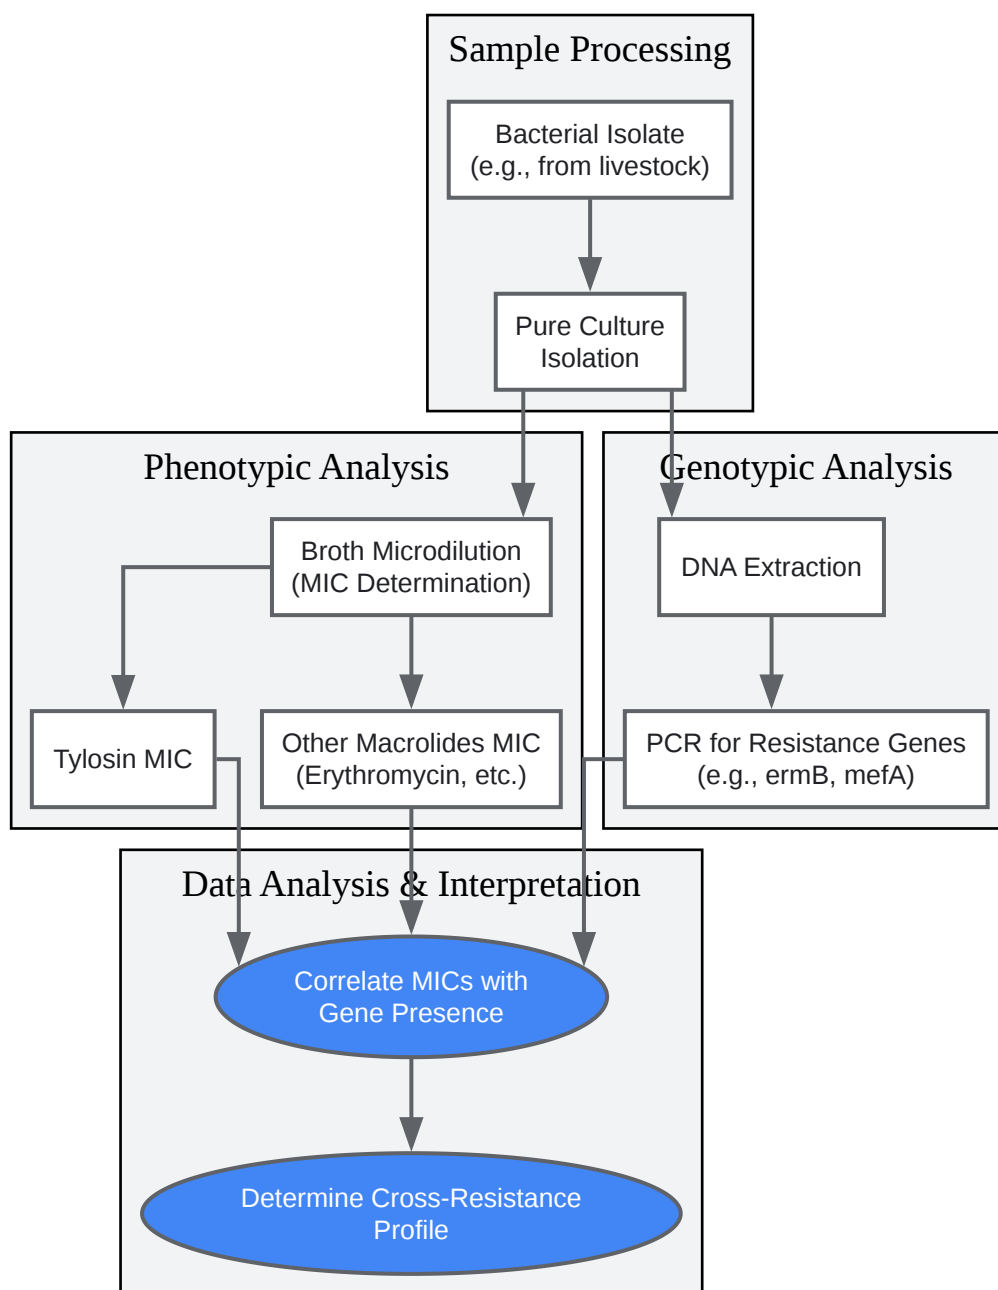 Sample Processing
Bacterial Isolate
(e.g., from livestock)
Pure Culture
Isolation
Phenotypic Analysis
Genotypic Analysis
Broth Microdilution
(MIC Determination)
DNA Extraction
Tylosin MIC
Other Macrolides MIC
(Erythromycin, etc.)
PCR for Resistance Genes
(e.g., ermB, mefA)
Data Analysis & Interpretation
Correlate MICs with
Gene Presence
Determine Cross-Resistance
Profile